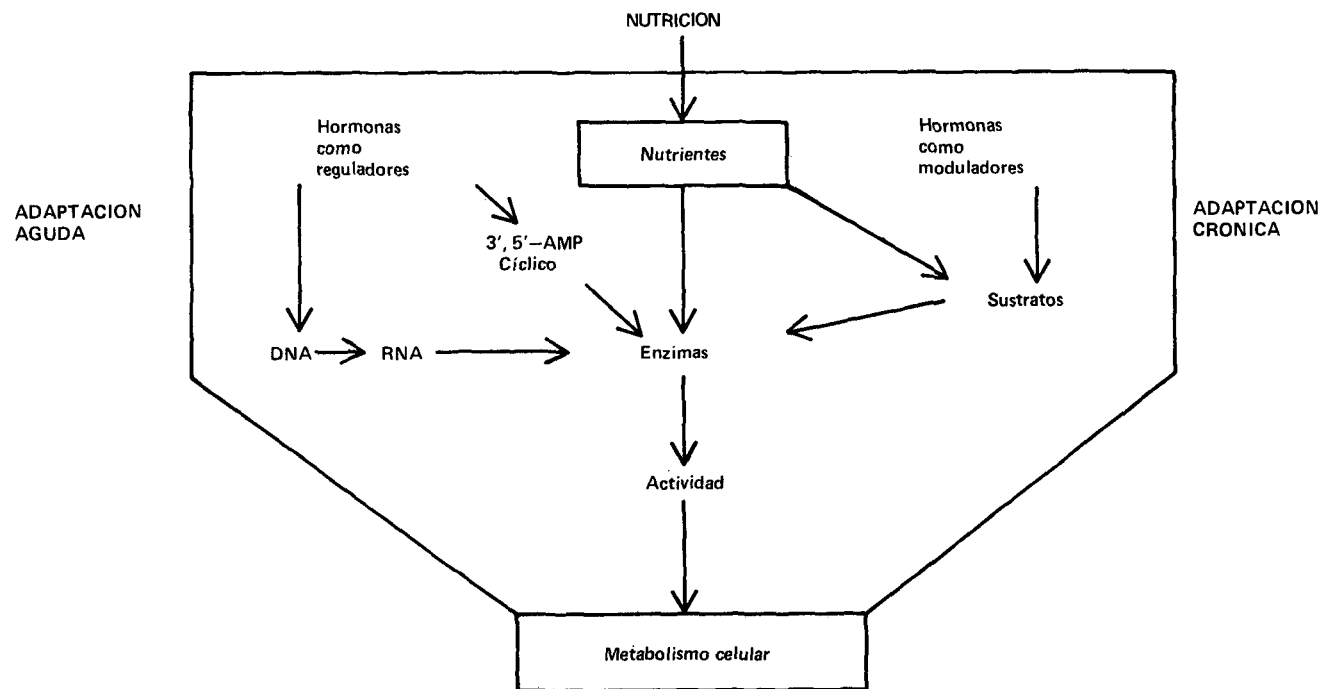 NUTRICION
Hormonas
como
reguladores
Nutrientes
Hormonas
como
moduladores
ADAPTACION
AGUDA
ADAPTACION
CRONICA
3', 5'—AMP
Cíclico
Sustratos
DNA
RNA
Enzimas
Actividad
Metabolismo celular